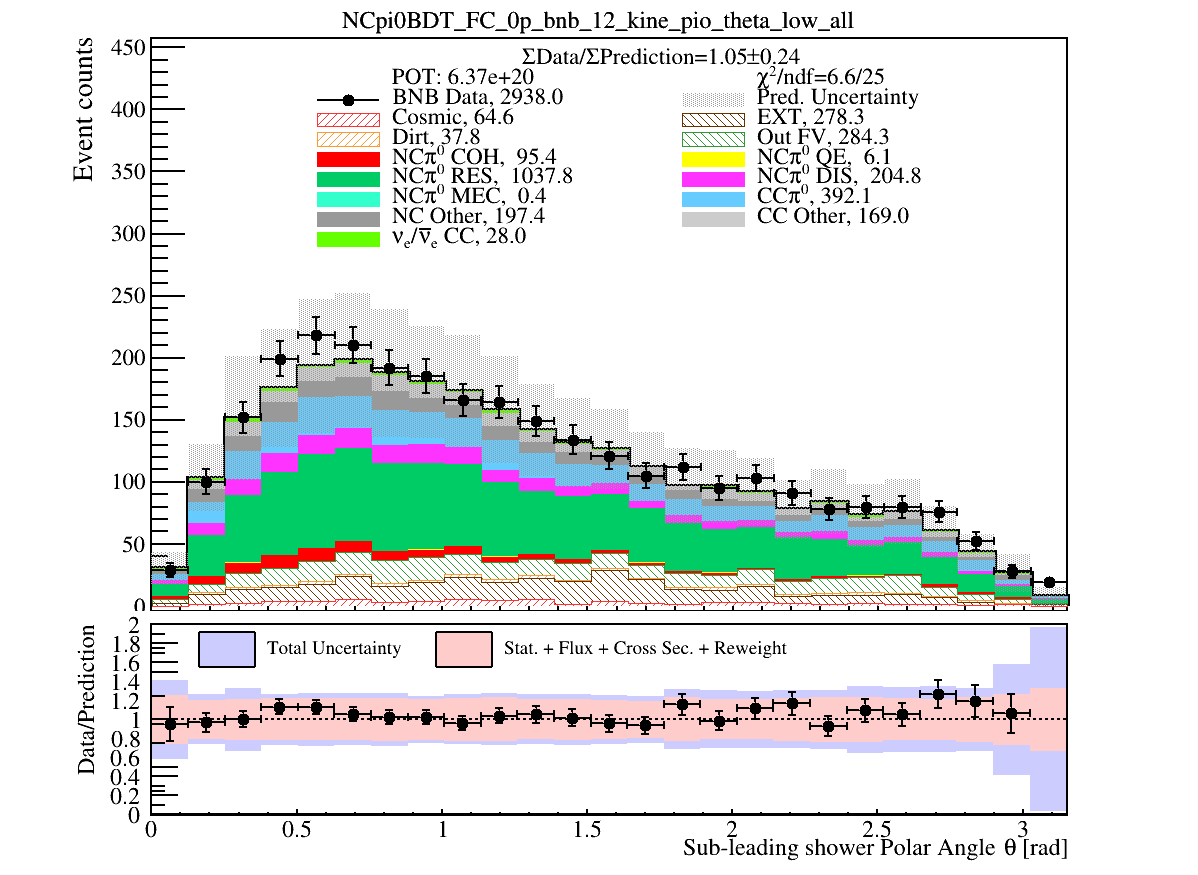 NCpi0BDT_FC_0p_bnb_12_kine_pio_theta_low_all
ΣData/ΣPrediction=1.05±0.24
POT: 6.37e+20
χ²/ndf=6.6/25
BNB Data, 2938.0
Pred. Uncertainty
Cosmic, 64.6
EXT, 278.3
Dirt, 37.8
Out FV, 284.3
NCπ⁰ COH, 95.4
NCπ⁰ QE, 6.1
NCπ⁰ RES, 1037.8
NCπ⁰ DIS, 204.8
NCπ⁰ MEC, 0.4
CCπ⁰, 392.1
NC Other, 197.4
CC Other, 169.0
νₑ/ν̅ₑ CC, 28.0
Event counts
450
400
350
300
250
200
150
100
50
0
Total Uncertainty
Stat. + Flux + Cross Sec. + Reweight
Data/Prediction
2
1.8
1.6
1.4
1.2
1
0.8
0.6
0.4
0.2
0
0 0.5 1 1.5 2 2.5 3
Sub-leading shower Polar Angle θ [rad]